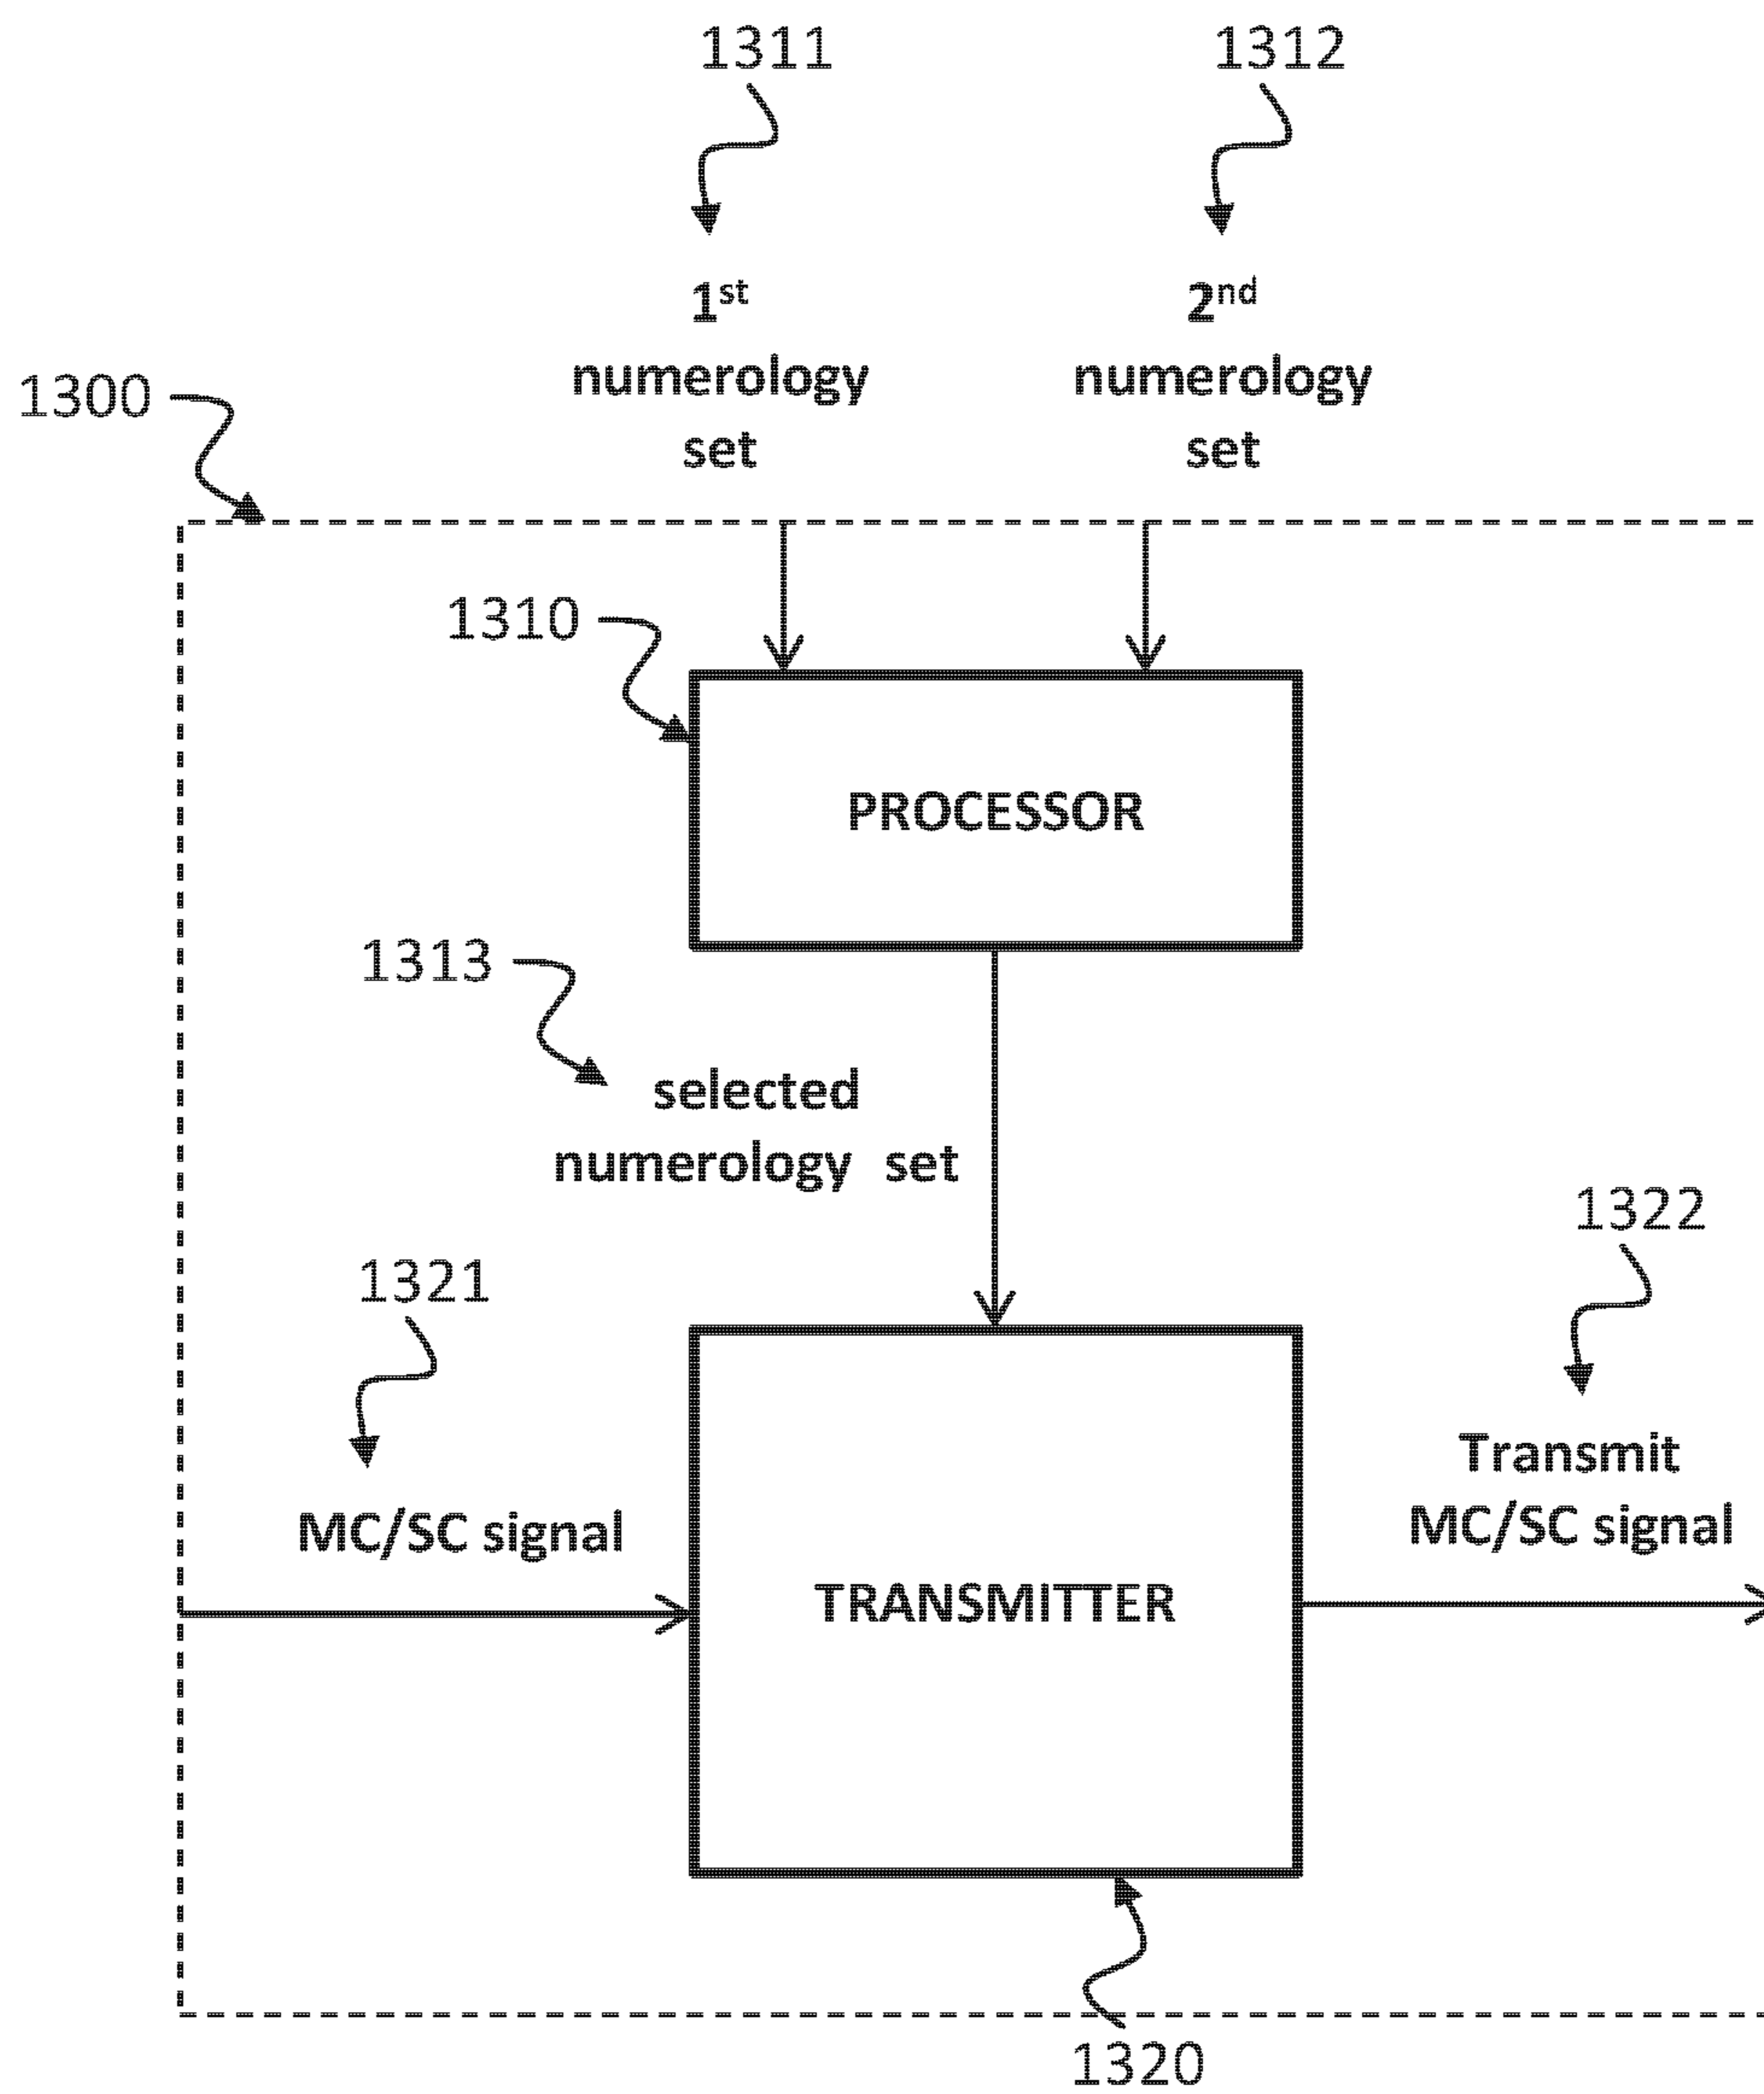 1311
1312
1st
numerology
set
2nd
numerology
set
1300
1310
PROCESSOR
1313
selected
numerology set
1322
1321
Transmit
MC/SC signal
MC/SC signal
TRANSMITTER
1320